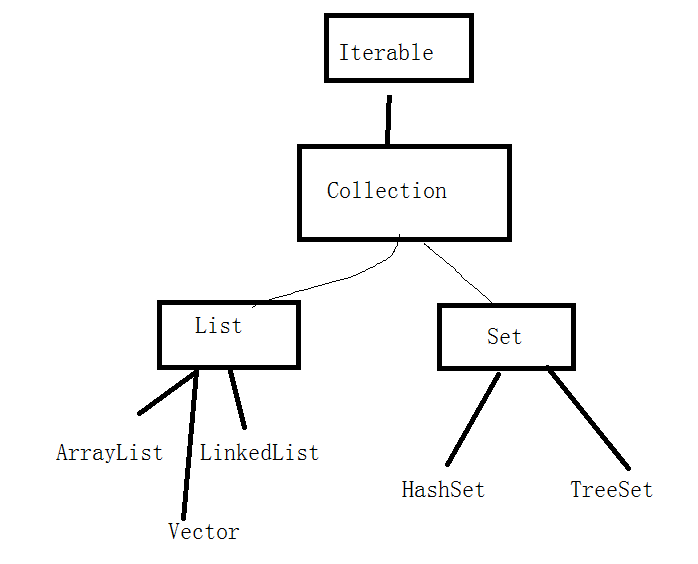 Iterable
Collection
List
Set
ArrayList
LinkedList
HashSet
TreeSet
Vector